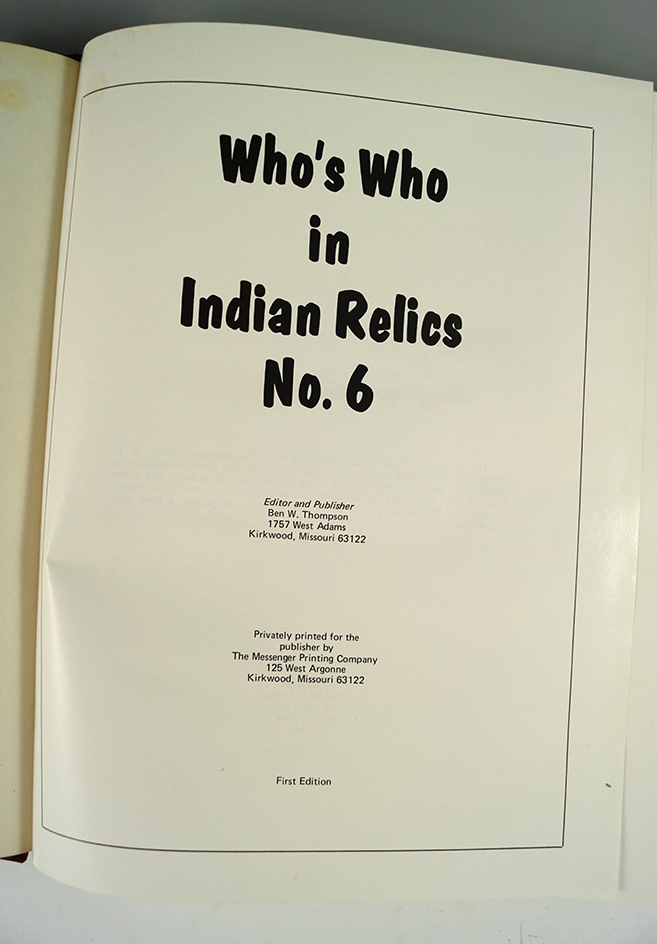 Who's Who
in
Indian Relics
No. 6
Editor and Publisher
Ben W. Thompson
1757 West Adams
Kirkwood, Missouri 63122
Privately printed for the
publisher by
The Messenger Printing Company
125 West Argonne
Kirkwood, Missouri 63122
First Edition